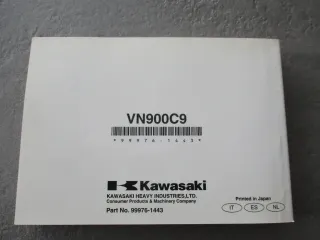 VN900C9
*99976-1443*
Kawasaki
KAWASAKI HEAVY INDUSTRIES,LTD.
Consumer Products & Machinery Company
Part No. 99976-1443
Printed in Japan
IT ES NL